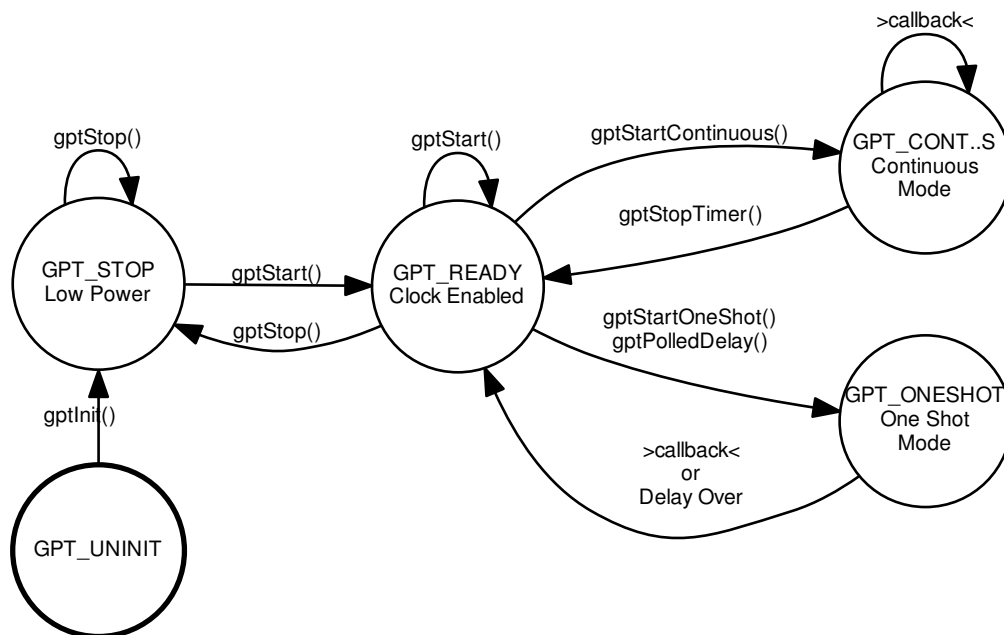 >callback<
gptStop()
gptStart()
gptStartContinuous()
GPT_CONT..S
Continuous
Mode
gptStopTimer()
GPT_STOP
Low Power
gptStart()
GPT_READY
Clock Enabled
gptStop()
gptStartOneShot()
gptPolledDelay()
GPT_ONESHOT
One Shot
Mode
gptInit()
>callback<
or
Delay Over
GPT_UNINIT